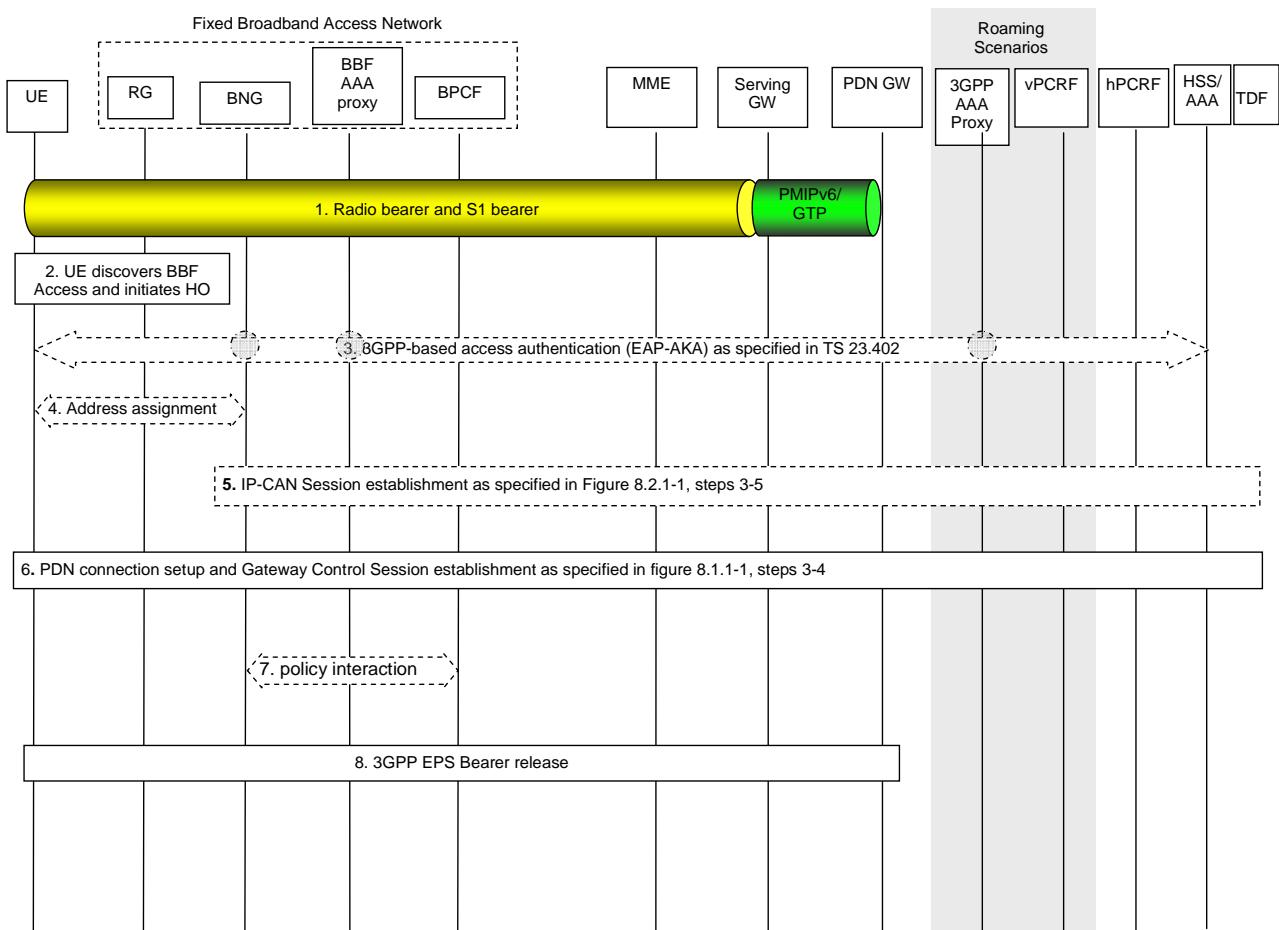 Fixed Broadband Access Network
Roaming
Scenarios
UE
RG
BNG
BBF
AAA
proxy
BPCF
MME
Serving
GW
PDN GW
3GPP
AAA
Proxy
vPCRF
hPCRF
HSS/
AAA
TDF
1. Radio bearer and S1 bearer
PMIPv6/
GTP
2. UE discovers BBF
Access and initiates HO
3. 3GPP-based access authentication (EAP-AKA) as specified in TS 23.402
4. Address assignment
5. IP-CAN Session establishment as specified in Figure 8.2.1-1, steps 3-5
6. PDN connection setup and Gateway Control Session establishment as specified in figure 8.1.1-1, steps 3-4
7. policy interaction
8. 3GPP EPS Bearer release